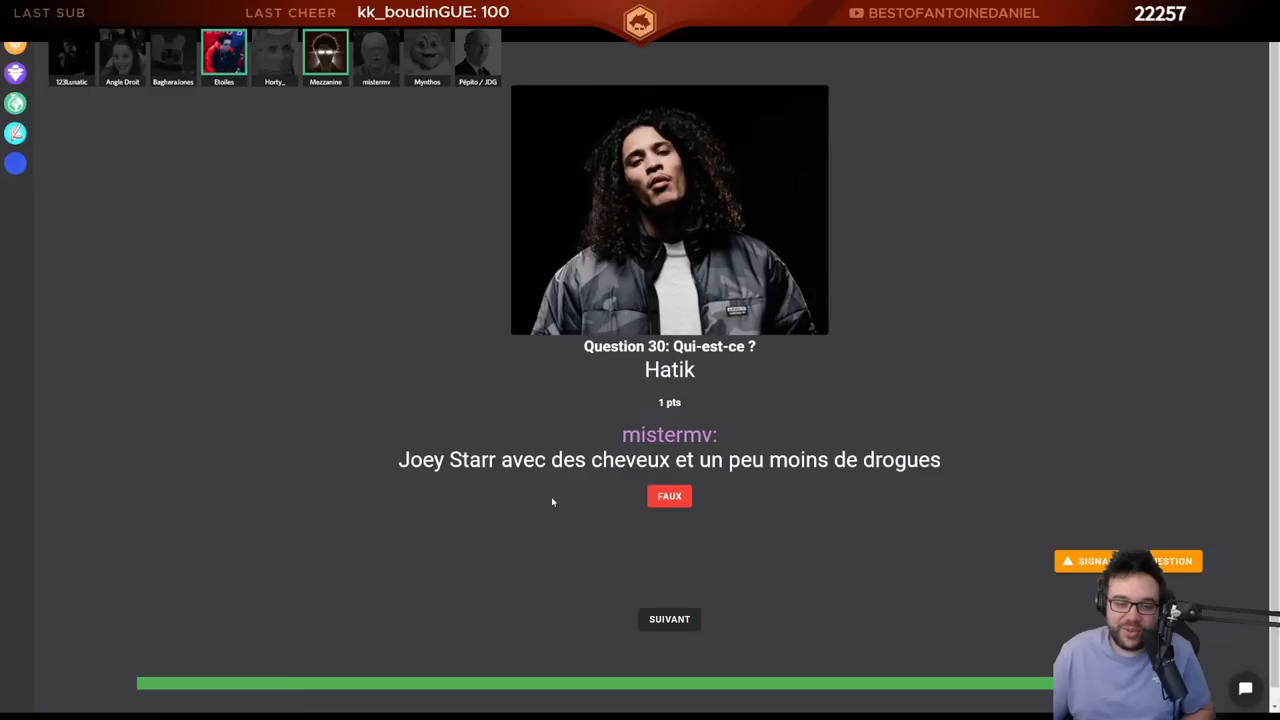 LAST SUB
LAST CHEER
kk_boudinGUE: 100
BESTOFANTOINEDANIEL
22257
123Lunatic
Angle Droit
BagheraJones
Etoiles
Horty_
Mezzanine
mistermv
Mynthos
Pépito / JDG
Question 30: Qui-est-ce ?
Hatik
1 pts
mistermv:
Joey Starr avec des cheveux et un peu moins de drogues
FAUX
SUIVANT